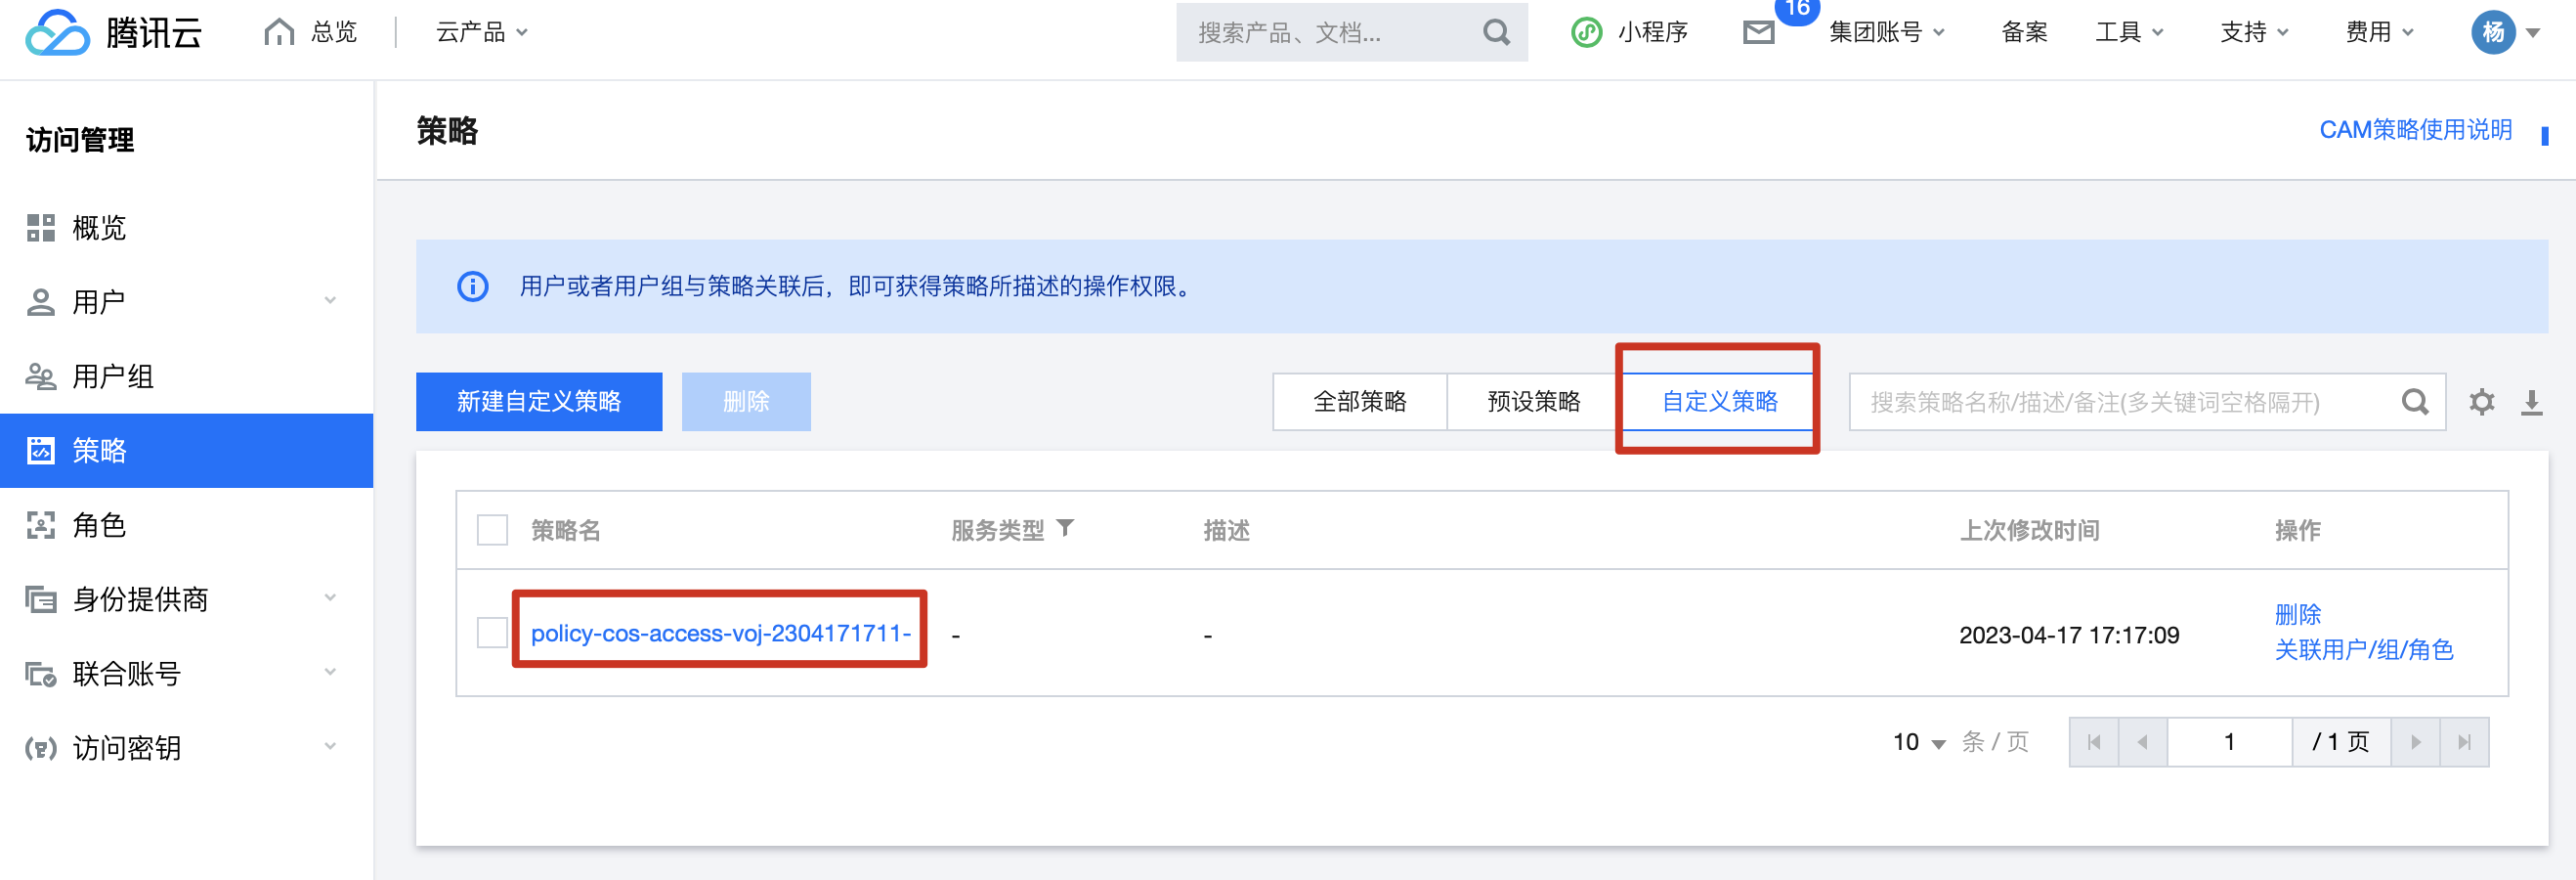 腾讯云 总览 云产品 搜索产品、文档... 小程序 16 集团账号 备案 工具 支持 费用 杨
访问管理
概览
用户
用户组
策略
角色
身份提供商
联合账号
访问密钥
策略 CAM策略使用说明
用户或者用户组与策略关联后，即可获得策略所描述的操作权限。
新建自定义策略 删除 全部策略 预设策略 自定义策略 搜索策略名称/描述/备注(多关键词空格隔开)
策略名 服务类型 描述 上次修改时间 操作
policy-cos-access-voj-2304171711- - - 2023-04-17 17:17:09 删除
关联用户/组/角色
10 条 / 页 1 / 1 页